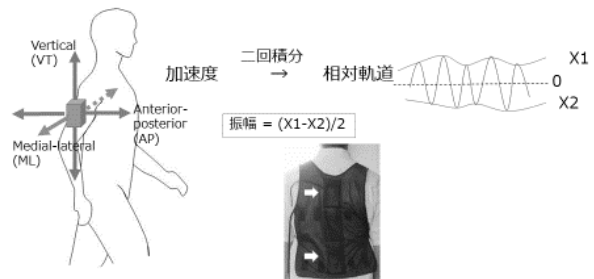 Vertical
(VT)
Anterior-
posterior
(AP)
Medial-lateral
(ML)
加速度
二回積分
→
相対軌道
X1
0
X2
振幅 = (X1-X2)/2